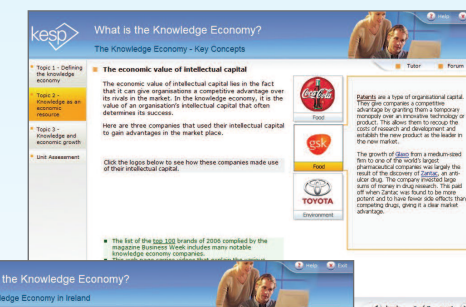 kesp
What is the Knowledge Economy?
The Knowledge Economy - Key Concepts
Help
Tutor
Forum
Topic 1 - Defining
the knowledge
economy
Topic 2 -
Knowledge as an
economic
resource
Topic 3 -
Knowledge and
economic growth
Unit Assessment
The economic value of intellectual capital
The economic value of intellectual capital lies in the fact
that it can give organisations a competitive advantage over
its rivals in the market. In the knowledge economy, it is the
value of an organisation's intellectual capital that often
determines its success.
Here are three companies that used their intellectual capital
to gain advantages in the market place.
Click the logos below to see how these companies made use
of their intellectual capital.
The list of the top 100 brands of 2006 complied by the
magazine Business Week includes many notable
knowledge economy companies.
Coca-Cola
Food
gsk
Food
TOYOTA
Environment
Patents are a type of organisational capital.
They give companies a competitive
advantage by granting them a temporary
monopoly over an innovative technology or
product. This allows them to recoup the
costs of research and development and
establish the new product as the leader in
the new market.
The growth of Glaxo from a medium-sized
firm to one of the world's largest
pharmaceutical companies was largely the
result of the discovery of Zantac, an anti-
ulcer drug. The company invested large
sums of money in drug research. This paid
off when Zantac was found to be more
potent and to have fewer side effects than
competing drugs, giving it a clear market
advantage.
the Knowledge Economy?
ledge Economy in Ireland
Help
Exit